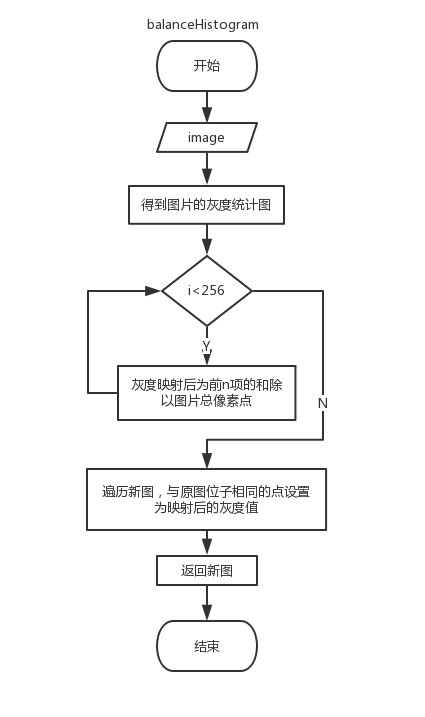 balanceHistogram
开始
image
得到图片的灰度统计图
i<256
Y
灰度映射后为前n项的和除
以图片总像素点
N
遍历新图，与原图位子相同的点设置
为映射后的灰度值
返回新图
结束